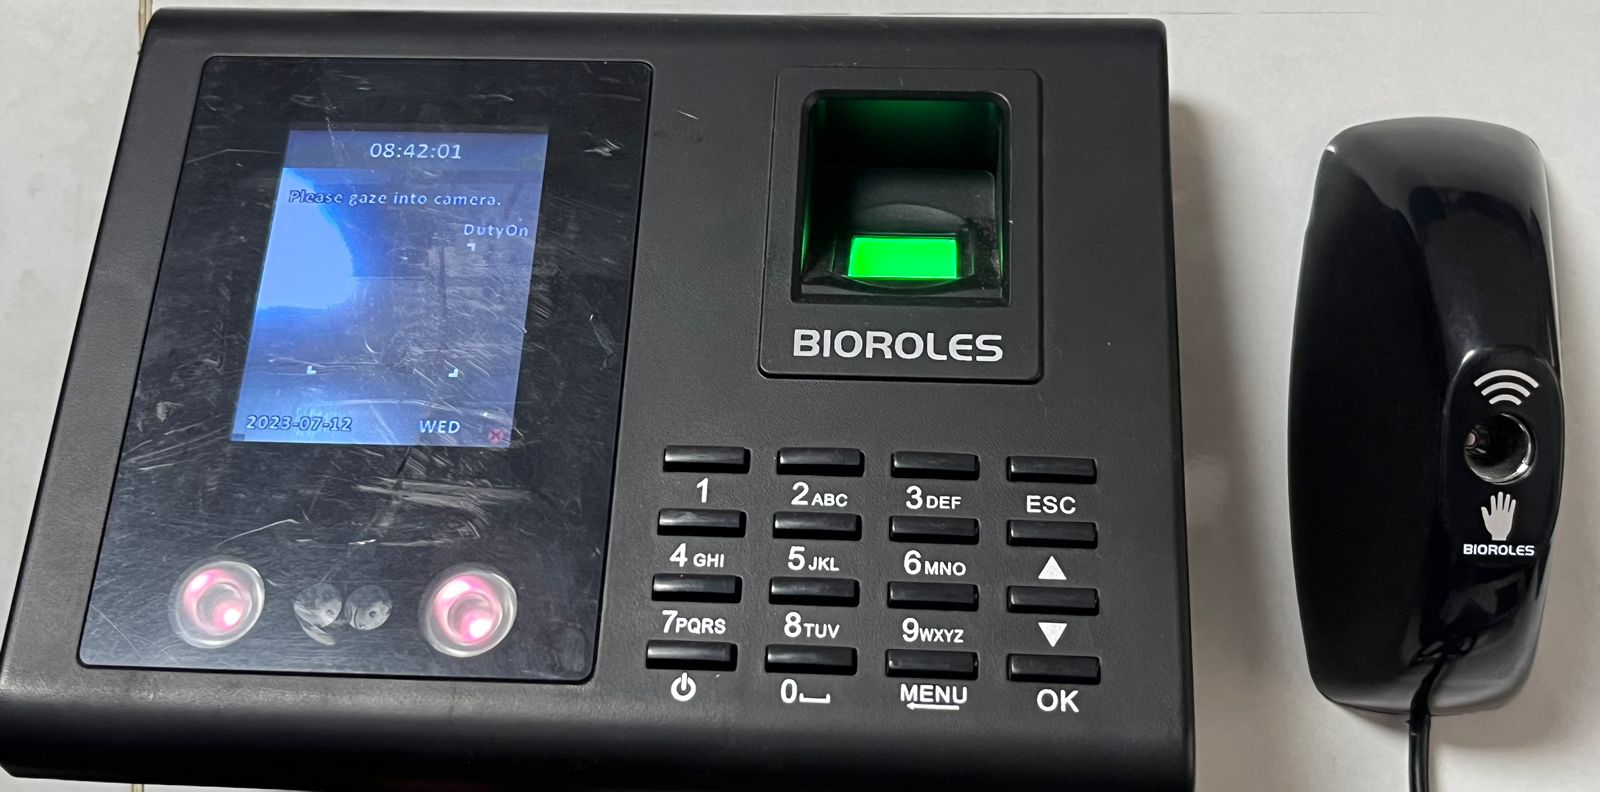 08:42:01
Please gaze into camera.
DutyOn
2023-07-12 WED
BIOROLES
1 2ABC 3DEF ESC
4GHI 5JKL 6MNO
7PQRS 8TUV 9WXYZ
0 MENU OK
BIOROLES